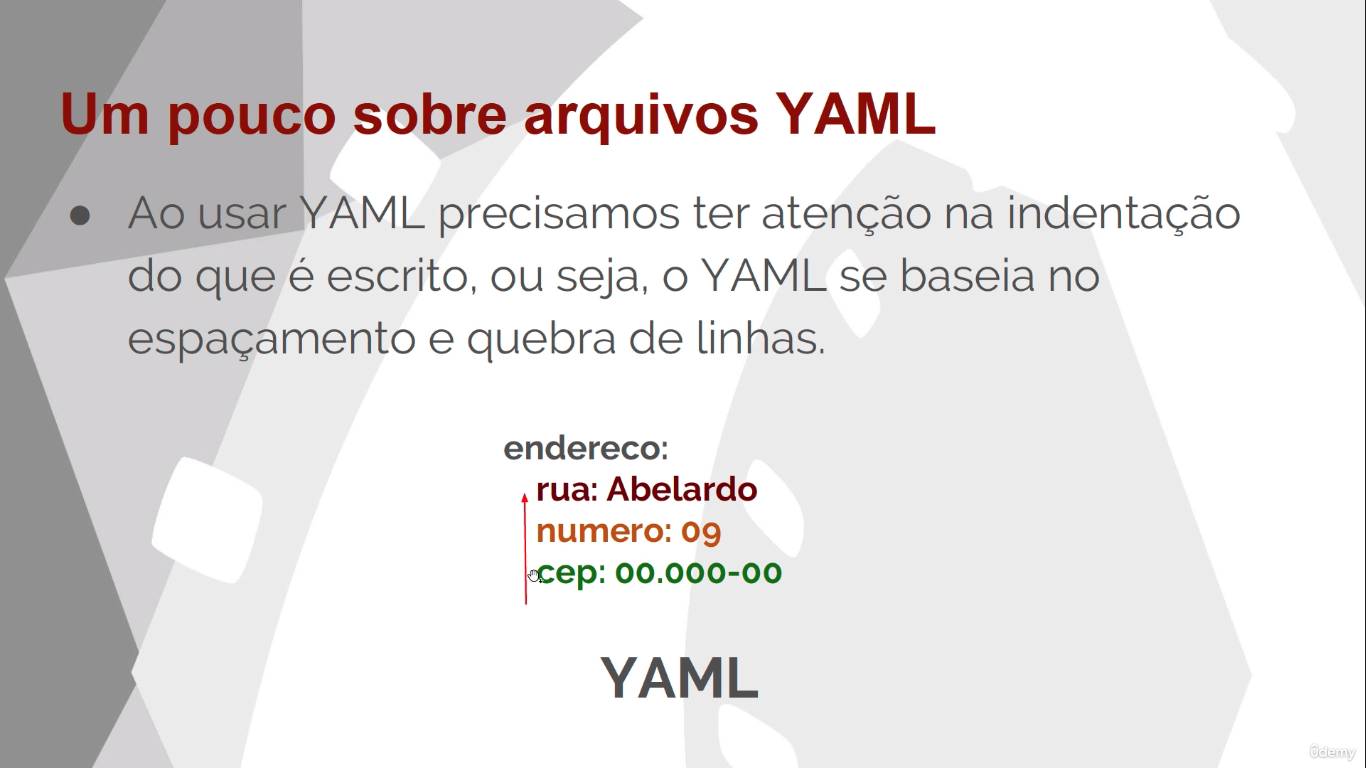 Um pouco sobre arquivos YAML
● Ao usar YAML precisamos ter atenção na indentação
do que é escrito, ou seja, o YAML se baseia no
espaçamento e quebra de linhas.
endereco:
rua: Abelardo
numero: 09
cep: 00.000-00
YAML
ûdemy